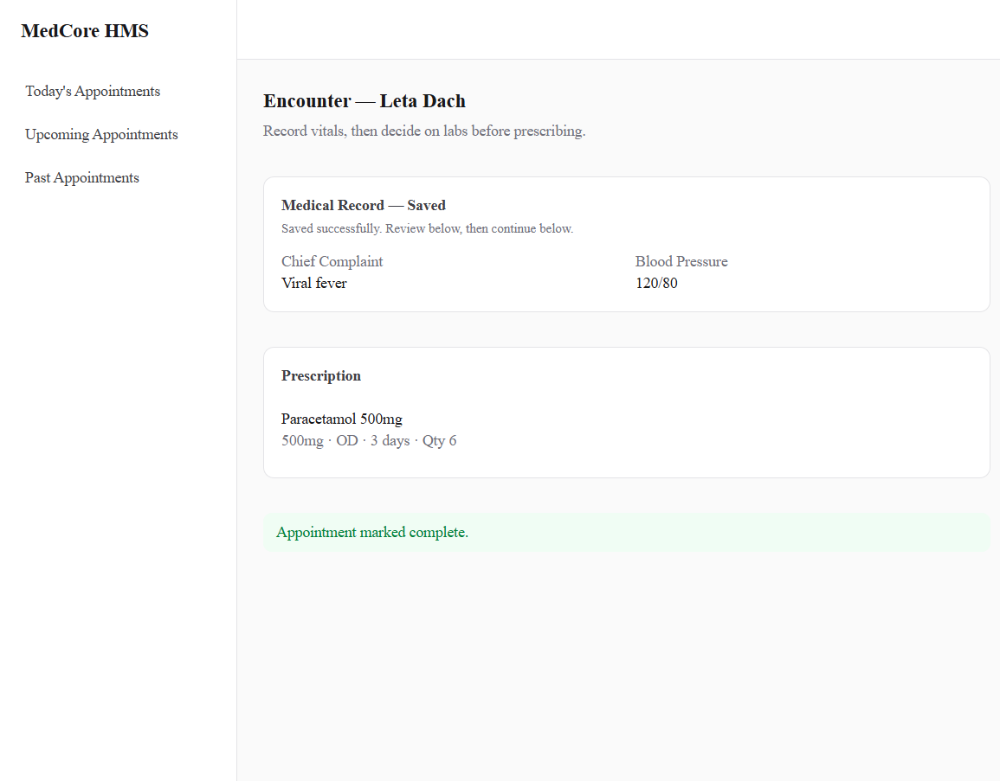 MedCore HMS
Today's Appointments
Upcoming Appointments
Past Appointments
Encounter — Leta Dach
Record vitals, then decide on labs before prescribing.
Medical Record — Saved
Saved successfully. Review below, then continue below.
Chief Complaint
Viral fever
Blood Pressure
120/80
Prescription
Paracetamol 500mg
500mg · OD · 3 days · Qty 6
Appointment marked complete.